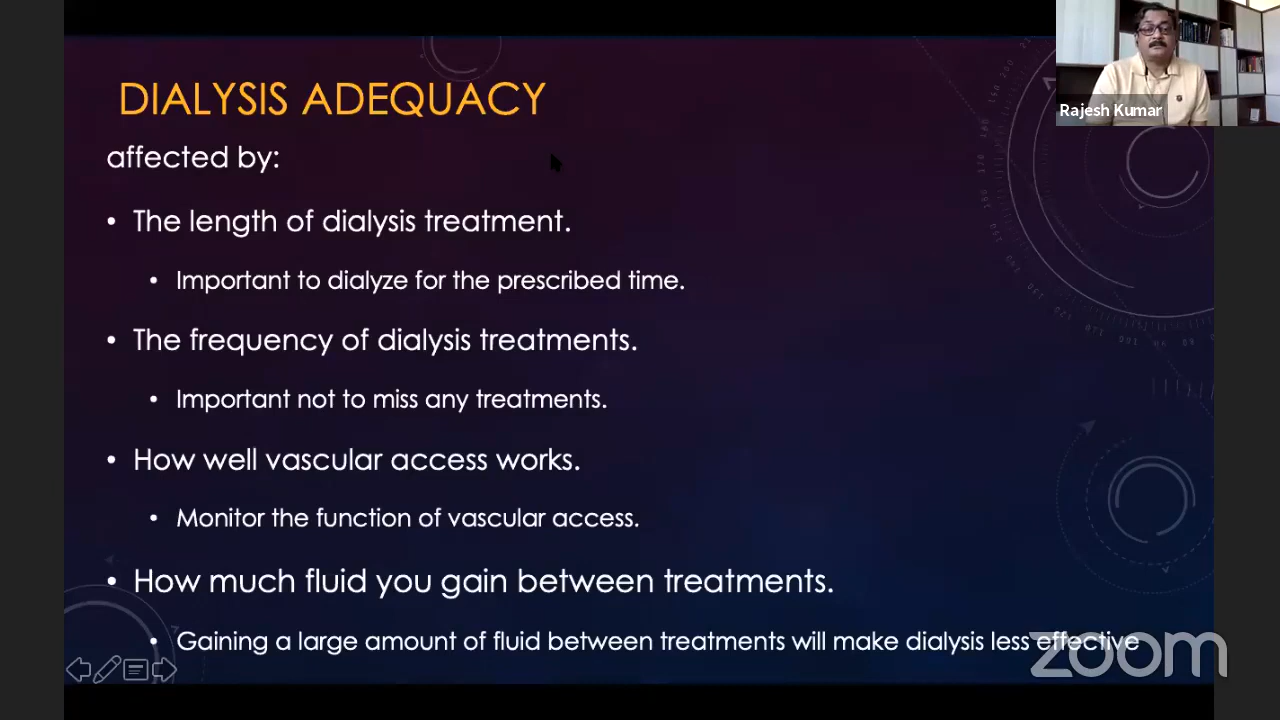 DIALYSIS ADEQUACY
affected by:
• The length of dialysis treatment.
• Important to dialyze for the prescribed time.
• The frequency of dialysis treatments.
• Important not to miss any treatments.
• How well vascular access works.
• Monitor the function of vascular access.
• How much fluid you gain between treatments.
• Gaining a large amount of fluid between treatments will make dialysis less effective
Rajesh Kumar
zoom